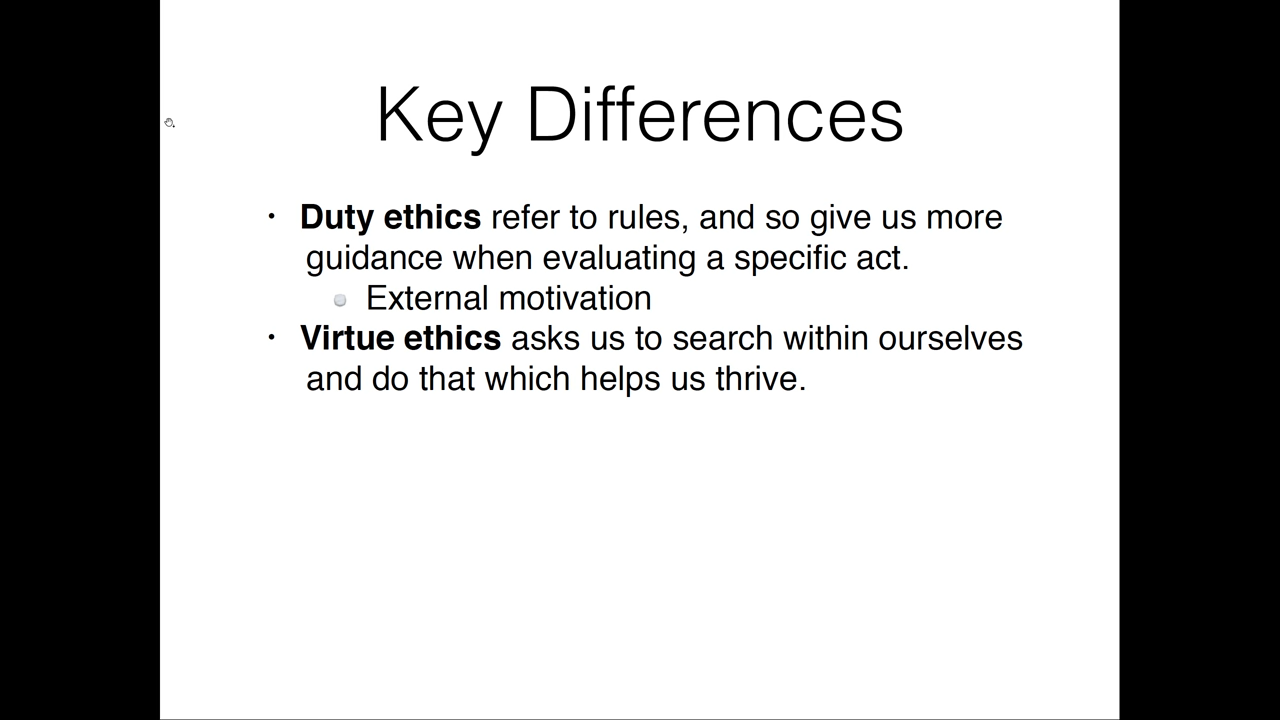 Key Differences
• Duty ethics refer to rules, and so give us more
guidance when evaluating a specific act.
External motivation
• Virtue ethics asks us to search within ourselves
and do that which helps us thrive.